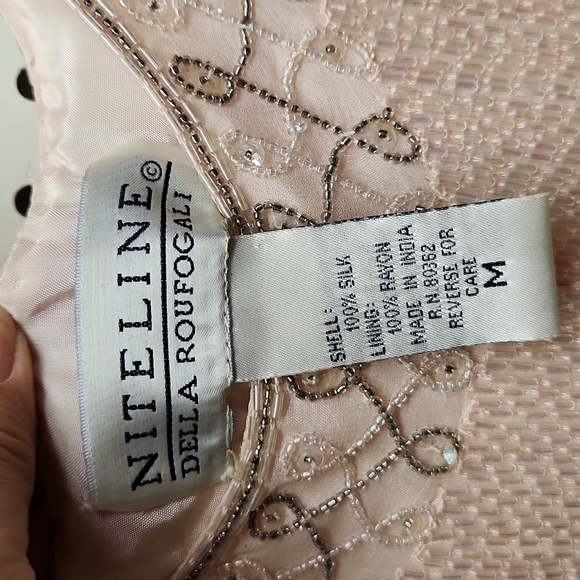 NITELINE©
DELLA ROUFOGALI
SHELL:
100% SILK
LINING:
100% RAYON
MADE IN INDIA
R.N 80362
REVERSE FOR
CARE
M